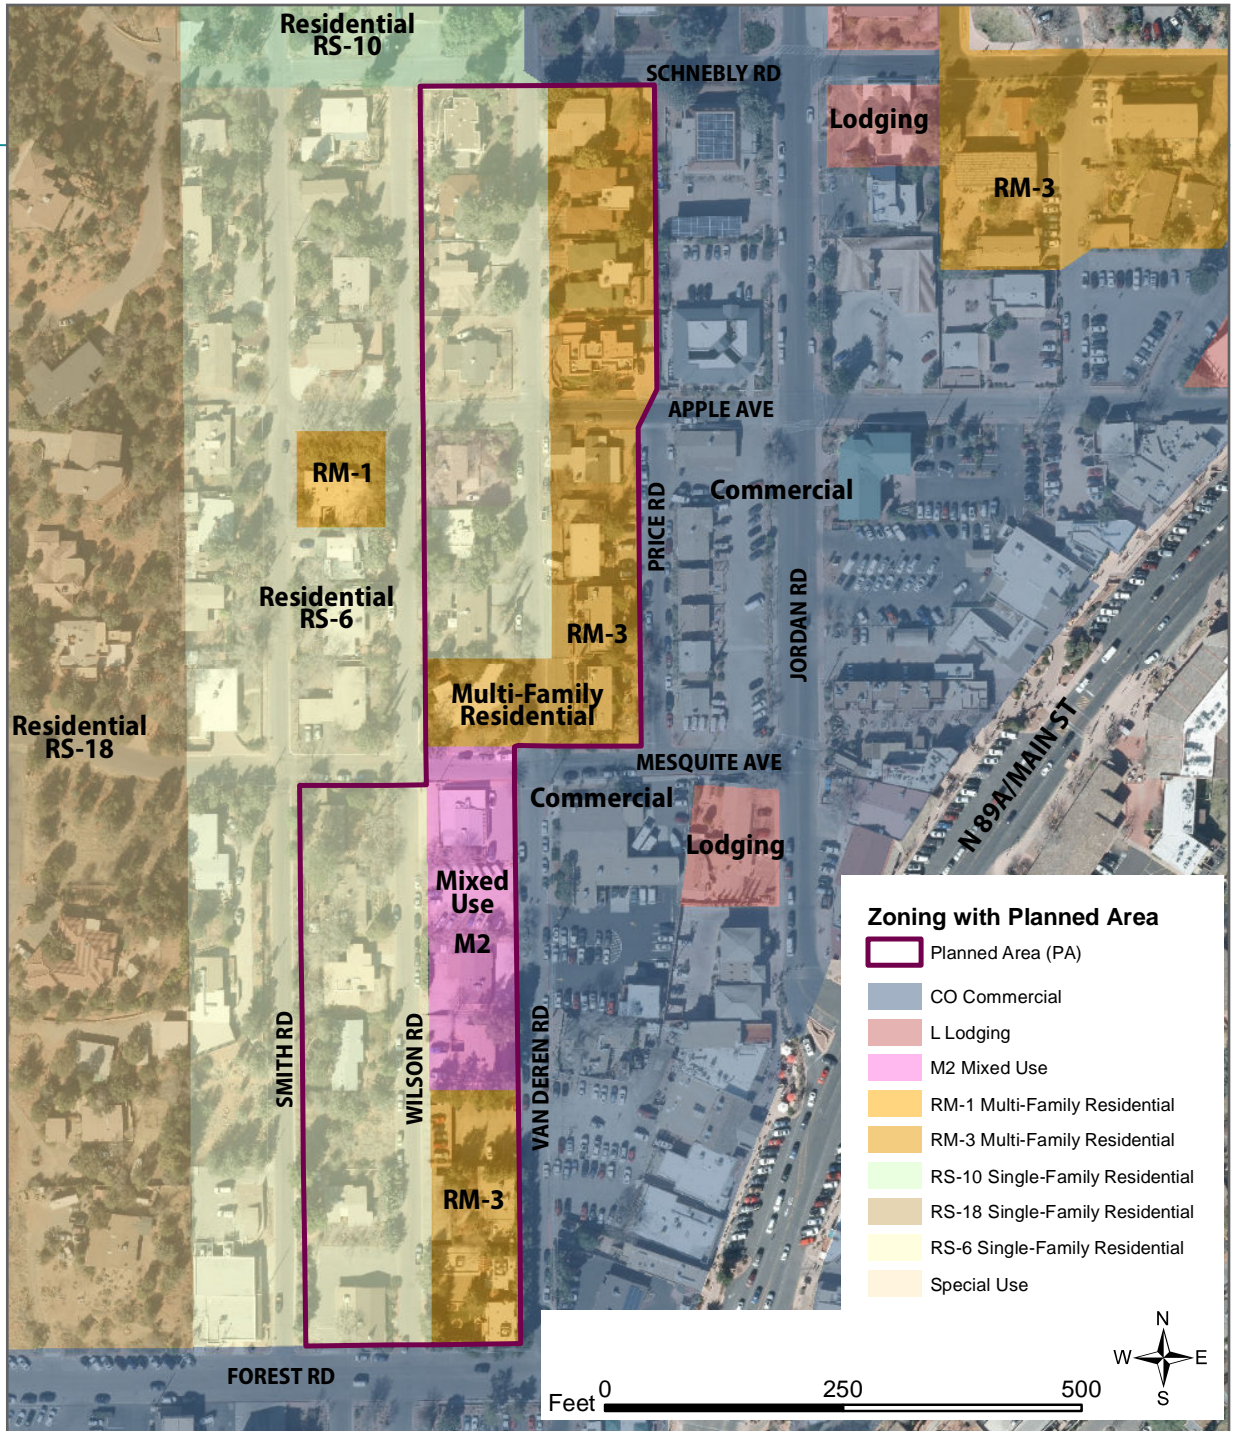 Residential
RS-10
SCHNEBLY RD
Lodging
RM-3
APPLE AVE
RM-1
Commercial
PRICE RD
Residential
RS-6
JORDAN RD
RM-3
Multi-Family
Residential
Residential
RS-18
N 89A/MAIN ST
MESQUITE AVE
Commercial
Lodging
Mixed
Use
M2
SMITH RD
WILSON RD
VAN DEREN RD
RM-3
FOREST RD
Zoning with Planned Area
Planned Area (PA)
CO Commercial
L Lodging
M2 Mixed Use
RM-1 Multi-Family Residential
RM-3 Multi-Family Residential
RS-10 Single-Family Residential
RS-18 Single-Family Residential
RS-6 Single-Family Residential
Special Use
N
W E
S
Feet 0 250 500